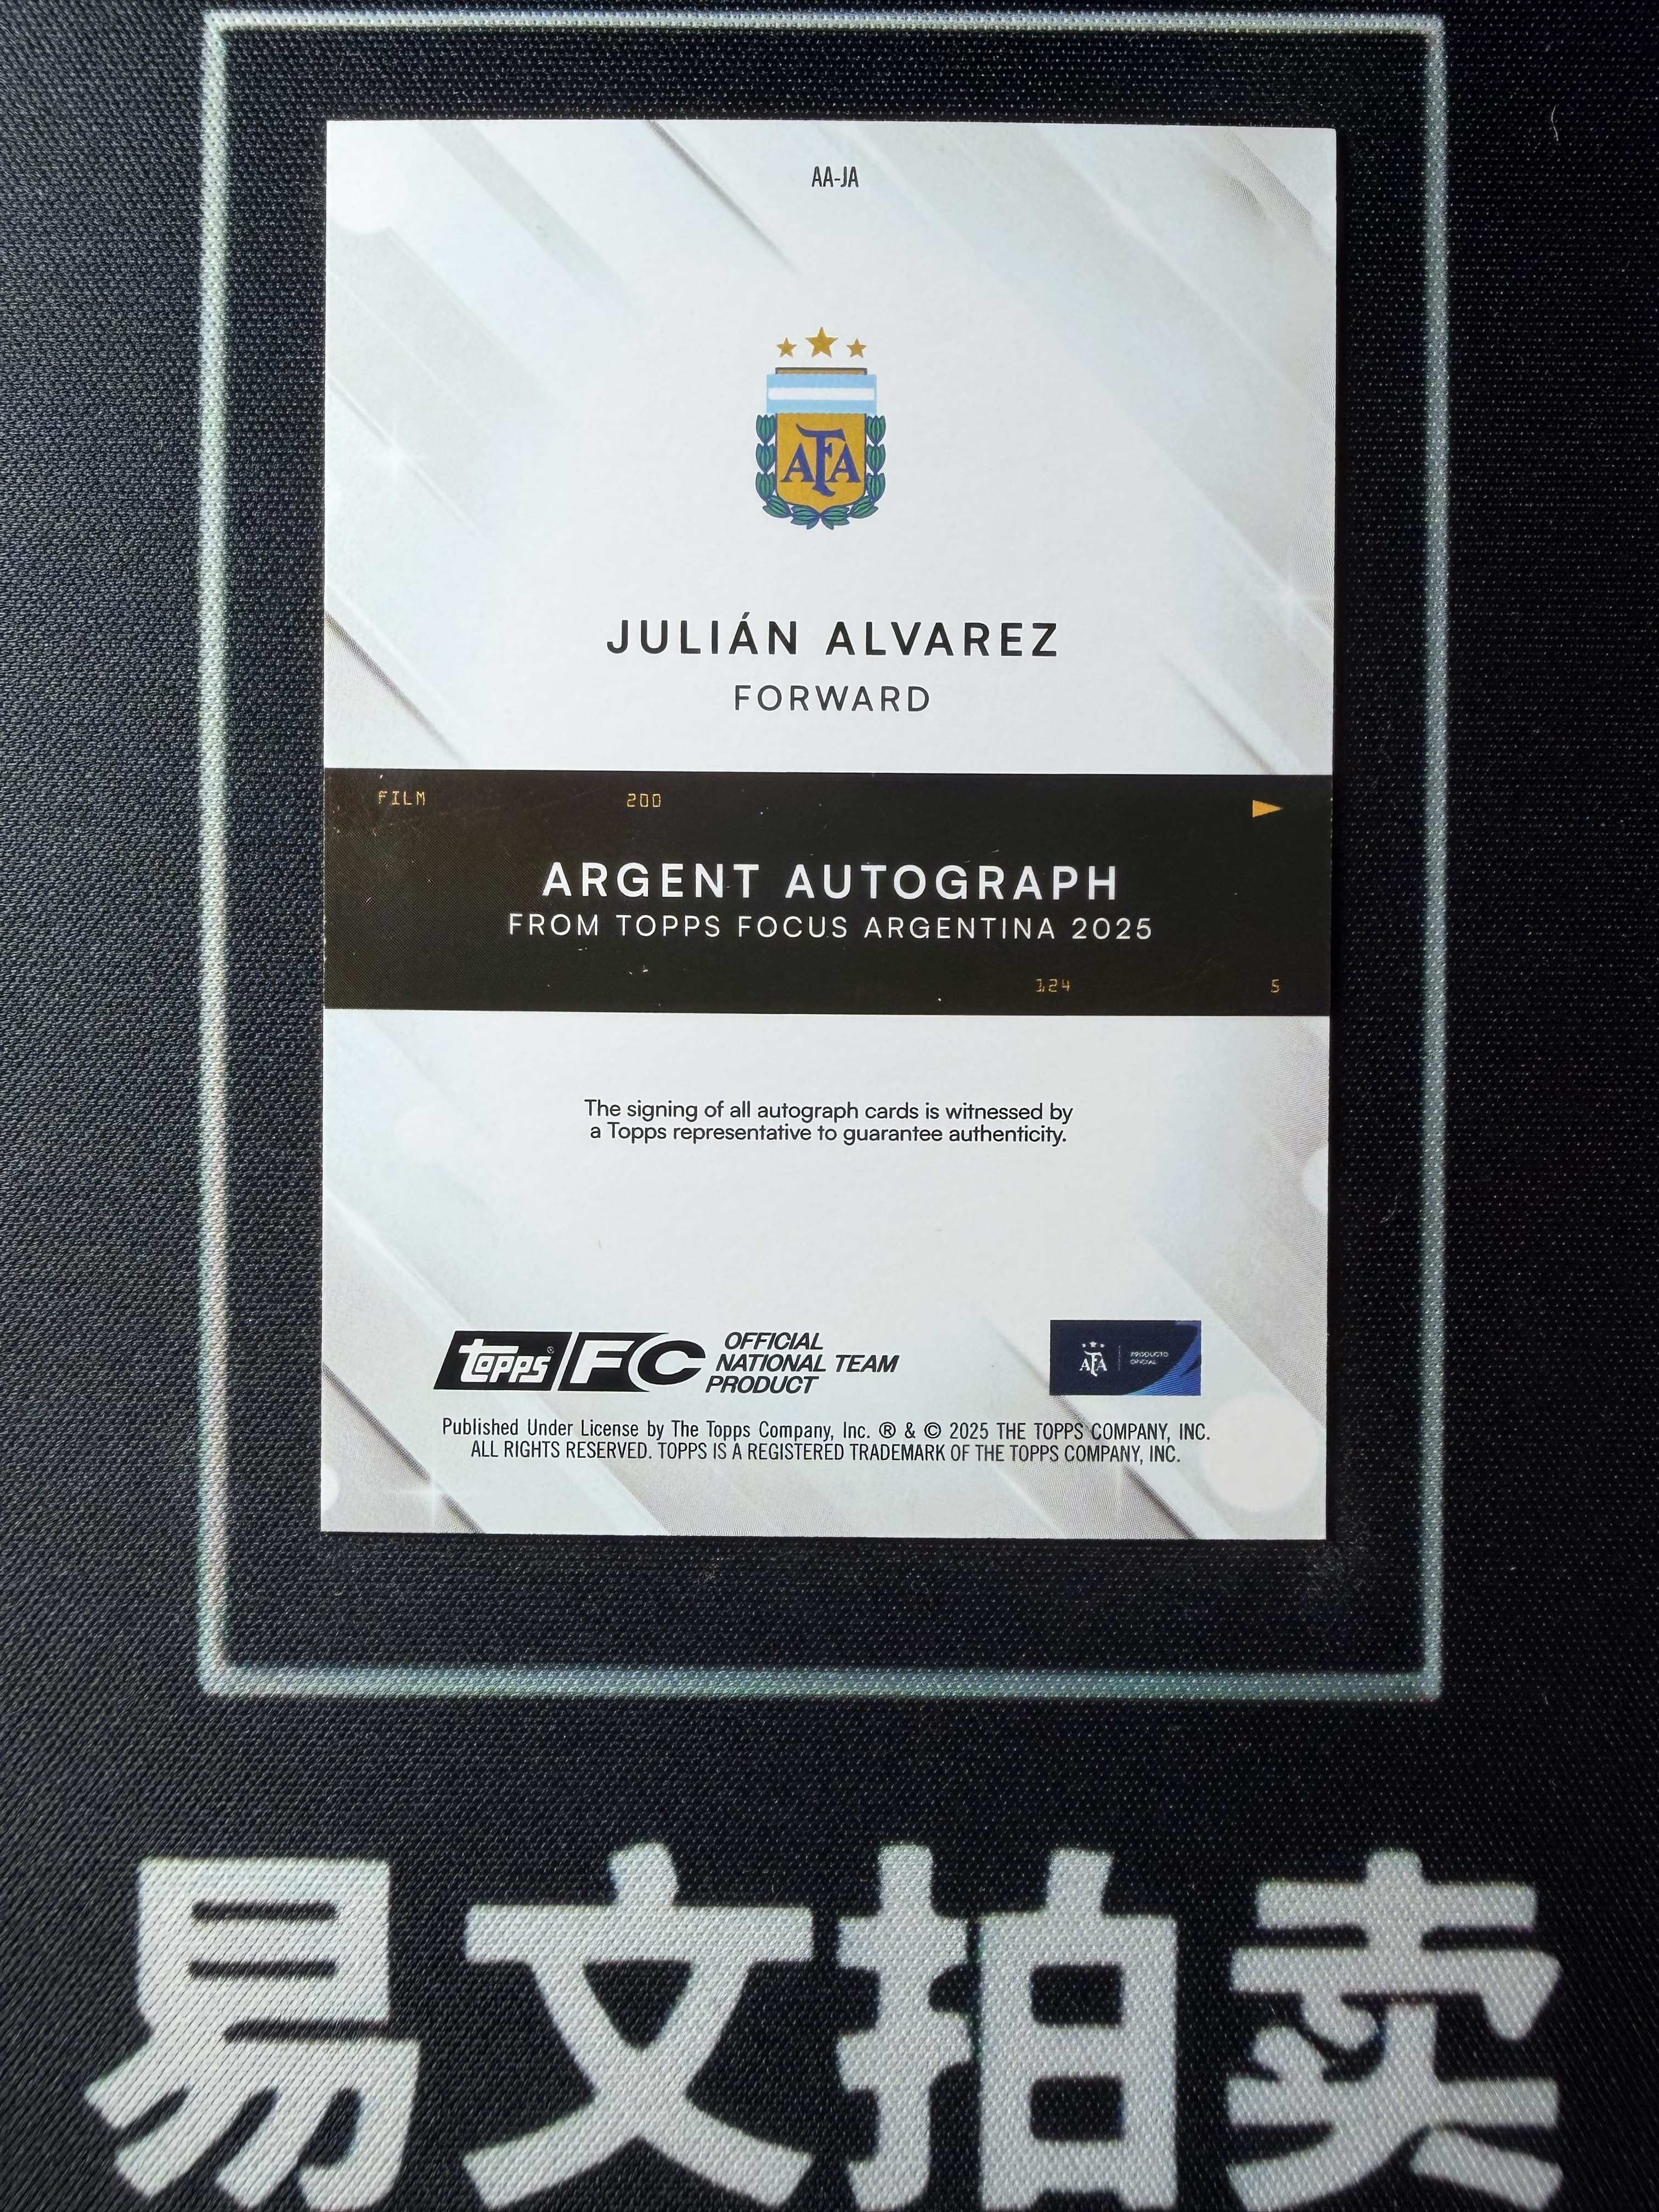 AA-JA
AFA
JULIÁN ALVAREZ
FORWARD
FILM 200
ARGENT AUTOGRAPH
FROM TOPPS FOCUS ARGENTINA 2025
124 5
The signing of all autograph cards is witnessed by
a Topps representative to guarantee authenticity.
topps® FC OFFICIAL
NATIONAL TEAM
PRODUCT
AFA PRODUCTO
OFICIAL
Published Under License by The Topps Company, Inc. ® & © 2025 THE TOPPS COMPANY, INC.
ALL RIGHTS RESERVED. TOPPS IS A REGISTERED TRADEMARK OF THE TOPPS COMPANY, INC.
易文拍卖